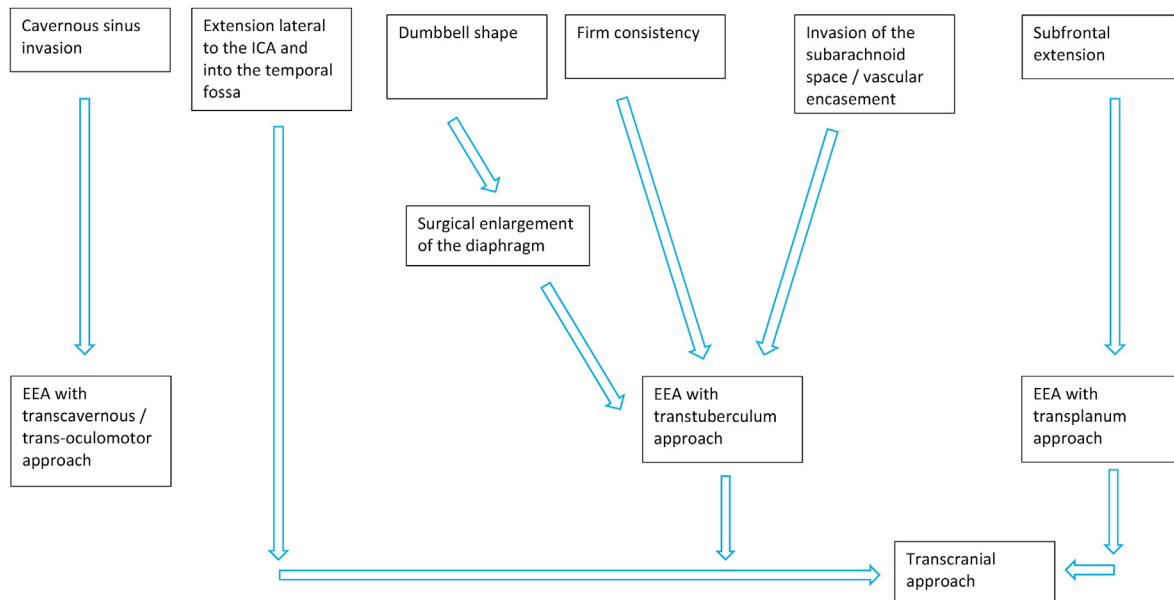 Cavernous sinus
invasion
Extension lateral
to the ICA and
into the temporal
fossa
Dumbbell shape
Firm consistency
Invasion of the
subarachnoid
space / vascular
encasement
Subfrontal
extension
Surgical enlargement
of the diaphragm
EEA with
transcavernous /
trans-oculomotor
approach
EEA with
transtuberculum
approach
EEA with
transplanum
approach
Transcranial
approach